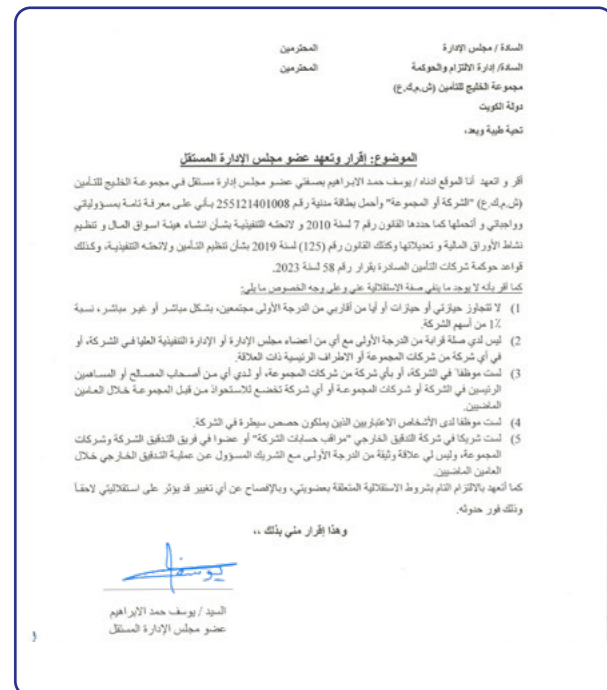 السادة / مجلس الإدارة المحترمين
السادة/ إدارة الالتزام والحوكمة المحترمين
مجموعة الخليج للتأمين (ش.م.ك.ع)
دولة الكويت
تحية طيبة وبعد،
الموضوع: إقرار وتعهد عضو مجلس الإدارة المستقل
أقر و اتعهد أنا الموقع ادناه / يوسف حمد الابراهيم بصفتي عضو مجلس إدارة مستقل في مجموعة الخليج للتأمين
(ش.م.ك.ع) "الشركة أو المجموعة" وأحمل بطاقة مدنية رقم 255121401008 بأني على معرفة تامة بمسؤولياتي
وواجباتي و أتحملها كما حددها القانون رقم 7 لسنة 2010 و لائحته التنفيذية بشأن انشاء هيئة اسواق المال و تنظيم
نشاط الأوراق المالية و تعديلاتها وكذلك القانون رقم (125) لسنة 2019 بشأن تنظيم التأمين ولائحته التنفيذية، وكذلك
قواعد حوكمة شركات التأمين الصادرة بقرار رقم 58 لسنة 2023.
كما أقر بأنه لا يوجد ما ينفي صفة الاستقلالية عني وعلى وجه الخصوص ما يلي:
1) لا تتجاوز حيازتي أو حيازات أو أيا من أقاربي من الدرجة الأولى مجتمعين، بشكل مباشر أو غير مباشر، نسبة
1٪ من أسهم الشركة.
2) ليس لدي صلة قرابة من الدرجة الأولى مع أي من أعضاء مجلس الإدارة أو الإدارة التنفيذية العليا في الشركة، أو
في أي شركة من شركات المجموعة أو الاطراف الرئيسية ذات العلاقة.
3) لست موظفا في الشركة، أو بأي شركة من شركات المجموعة، أو لدي أي من أصحاب المصالح أو المساهمين
الرئيسين في الشركة أو شركات المجموعة أو أي شركة تخضع للاستحواذ من قبل المجموعة خلال العامين
الماضيين.
4) لست موظفا لدى الأشخاص الاعتباريين الذين يملكون حصص سيطرة في الشركة.
5) لست شريكا في شركة التدقيق الخارجي "مراقب حسابات الشركة" أو عضوا في فريق التدقيق الشركة وشركات
المجموعة، وليس لي علاقة وثيقة من الدرجة الأولى مع الشريك المسؤول عن عملية التدقيق الخارجي خلال
العامين الماضيين.
كما أتعهد بالالتزام التام بشروط الاستقلالية المتعلقة بعضويتي، وبالإفصاح عن أي تغيير قد يؤثر على استقلاليتي لاحقاً
وذلك فور حدوثه.
وهذا إقرار مني بذلك ،،
يوسف
السيد / يوسف حمد الابراهيم
عضو مجلس الإدارة المستقل